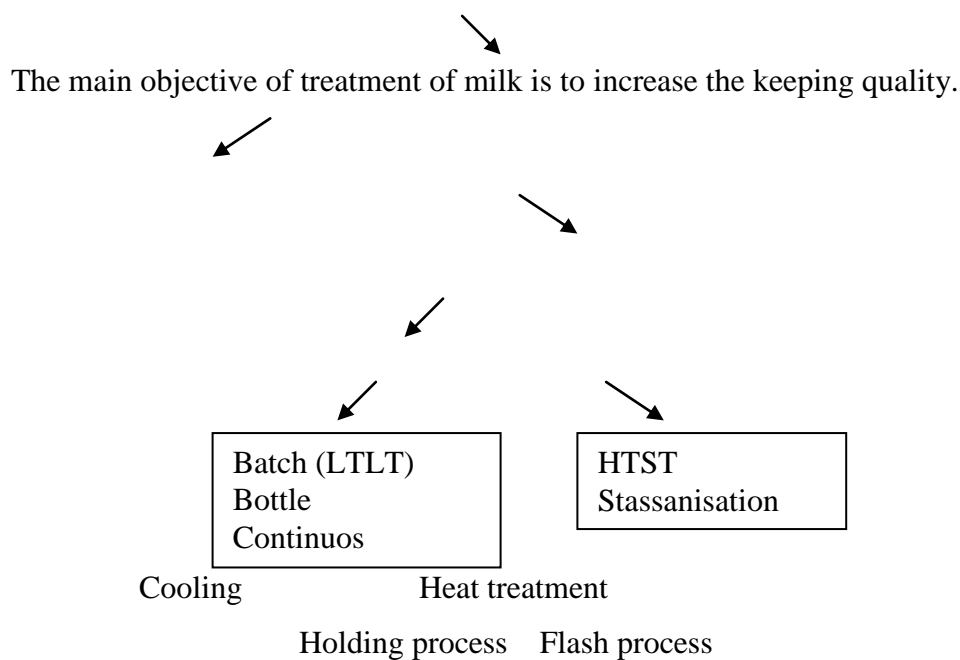 The main objective of treatment of milk is to increase the keeping quality.
Batch (LTLT)
Bottle
Continuos
HTST
Stassanisation
Cooling Heat treatment
Holding process Flash process